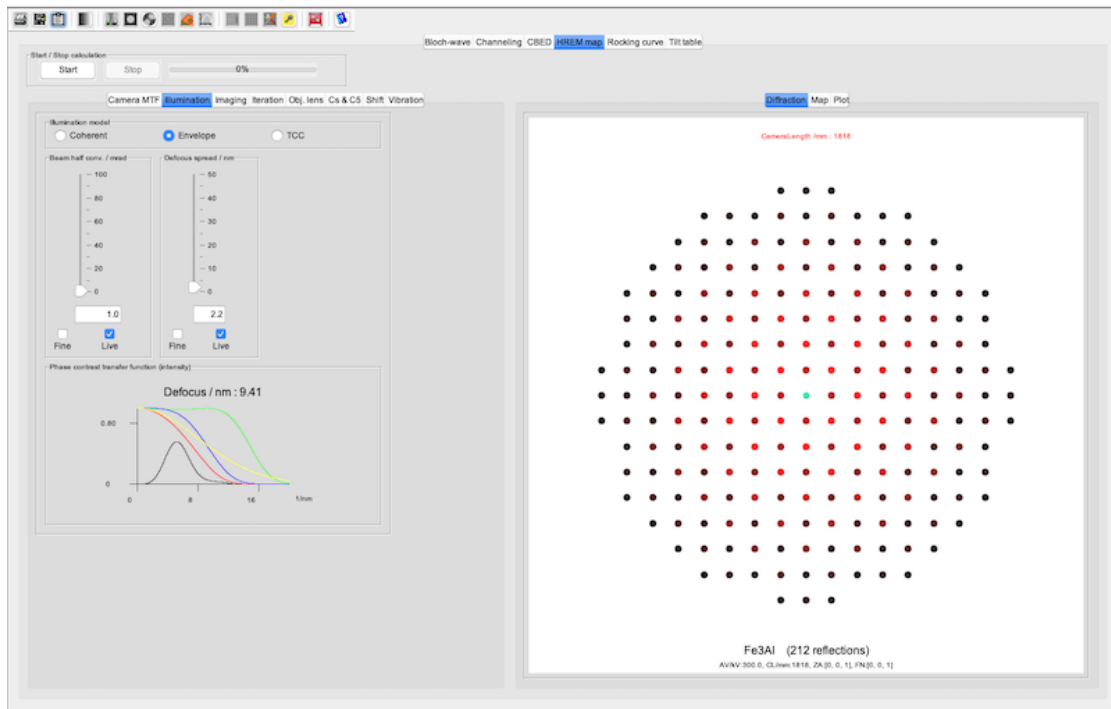 Bloch-wave Channeling CBED HREM map Rocking curve Tilt table
Start / Stop calculation
Start Stop 0%
Camera MTF Illumination Imaging Iteration Obj. lens Cs & C5 Shift Vibration
Diffraction Map Plot
Illumination model
Coherent Envelope TCC
CameraLength /mm : 1818
Beam half conv. / mrad
Defocus spread / nm
100
80
60
40
20
0
50
40
30
20
10
0
1.0
2.2
Fine Live
Fine Live
Phase contrast transfer function (intensity)
Defocus / nm : 9.41
0.80
0
0 8 16 1/nm
Fe3Al (212 reflections)
AV/kV:300.0, CL/mm:1818, ZA:[0, 0, 1], FN:[0, 0, 1]